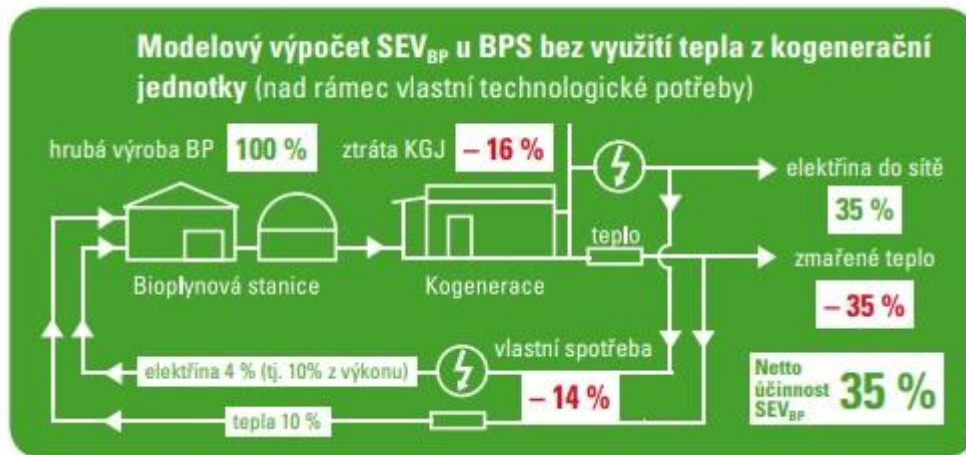 Modelový výpočet SEV_BP u BPS bez využití tepla z kogenerační
jednotky (nad rámec vlastní technologické potřeby)
hrubá výroba BP 100 % ztráta KGJ – 16 %
elektřina do sítě
35 %
teplo
zmařené teplo
– 35 %
Bioplynová stanice
Kogenerace
vlastní spotřeba
– 14 %
elektřina 4 % (tj. 10% z výkonu)
tepla 10 %
Netto
účinnost
SEV_BP
35 %